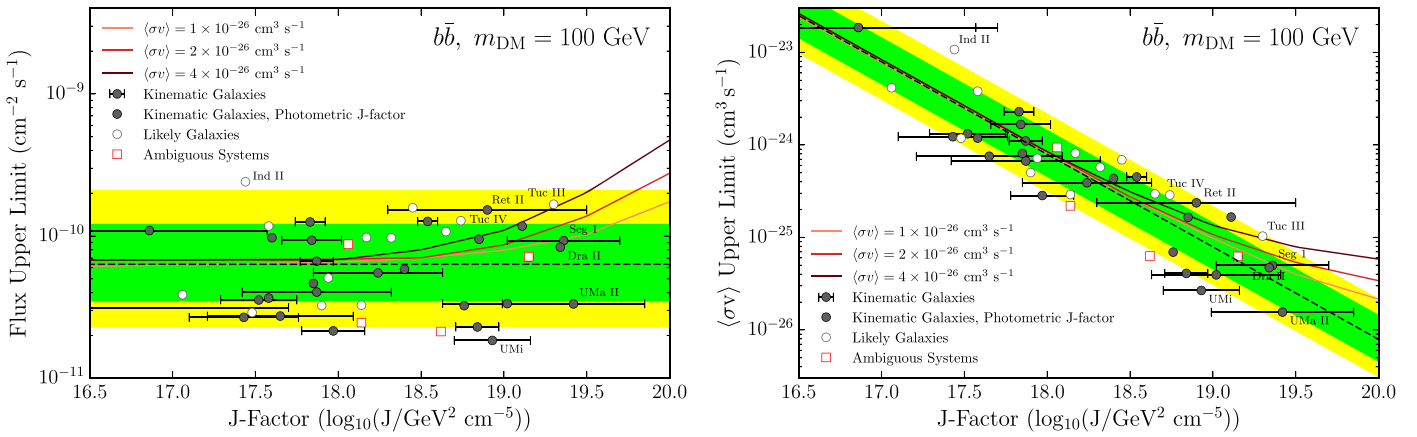 bb̄, m_DM = 100 GeV
⟨σv⟩ = 1 × 10⁻²⁶ cm³ s⁻¹
⟨σv⟩ = 2 × 10⁻²⁶ cm³ s⁻¹
⟨σv⟩ = 4 × 10⁻²⁶ cm³ s⁻¹
Kinematic Galaxies
Kinematic Galaxies, Photometric J-factor
Likely Galaxies
Ambiguous Systems
Ind II
Tuc III
Ret II
Tuc IV
Seg 1
Dra II
UMa II
UMi
10⁻⁹
10⁻¹⁰
10⁻¹¹
Flux Upper Limit (cm⁻² s⁻¹)
16.5 17.0 17.5 18.0 18.5 19.0 19.5 20.0
J-Factor (log₁₀(J/GeV² cm⁻⁵))
bb̄, m_DM = 100 GeV
Ind II
Tuc IV
Ret II
Tuc III
Seg 1
Dra II
UMi
UMa II
⟨σv⟩ = 1 × 10⁻²⁶ cm³ s⁻¹
⟨σv⟩ = 2 × 10⁻²⁶ cm³ s⁻¹
⟨σv⟩ = 4 × 10⁻²⁶ cm³ s⁻¹
Kinematic Galaxies
Kinematic Galaxies, Photometric J-factor
Likely Galaxies
Ambiguous Systems
10⁻²³
10⁻²⁴
10⁻²⁵
10⁻²⁶
⟨σv⟩ Upper Limit (cm³ s⁻¹)
16.5 17.0 17.5 18.0 18.5 19.0 19.5 20.0
J-Factor (log₁₀(J/GeV² cm⁻⁵))